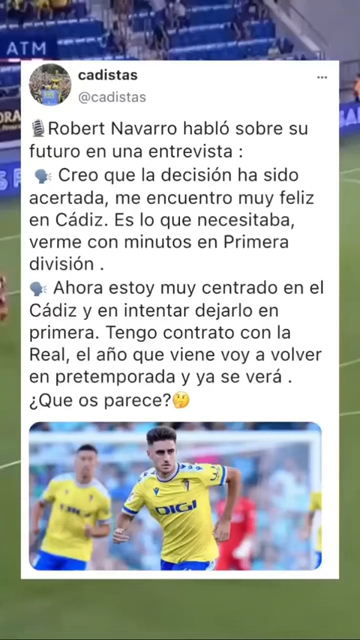 ATM
cadistas
@cadistas
🎙Robert Navarro habló sobre su
futuro en una entrevista :
🗣 Creo que la decisión ha sido
acertada, me encuentro muy feliz
en Cádiz. Es lo que necesitaba,
verme con minutos en Primera
división .
🗣 Ahora estoy muy centrado en el
Cádiz y en intentar dejarlo en
primera. Tengo contrato con la
Real, el año que viene voy a volver
en pretemporada y ya se verá .
¿Que os parece?🤔
DIGI